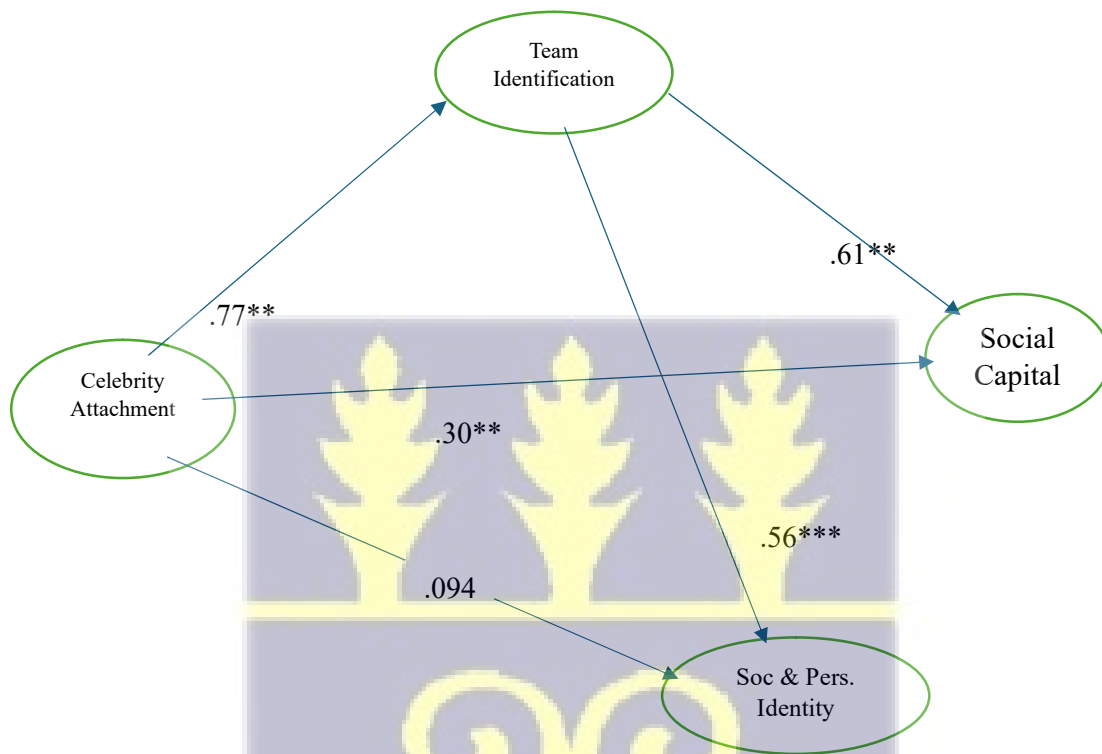 Team
Identification
.61**
.77**
Social
Capital
Celebrity
Attachment
.30**
.56***
.094
Soc & Pers.
Identity